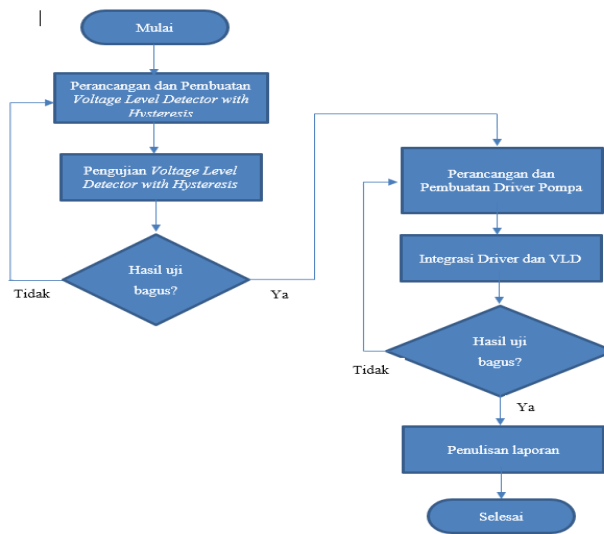 Mulai
Perancangan dan Pembuatan
Voltage Level Detector with
Hysteresis
Pengujian Voltage Level
Detector with Hysteresis
Hasil uji
bagus?
Tidak
Ya
Perancangan dan
Pembuatan Driver Pompa
Integrasi Driver dan VLD
Hasil uji
bagus?
Tidak
Ya
Penulisan laporan
Selesai